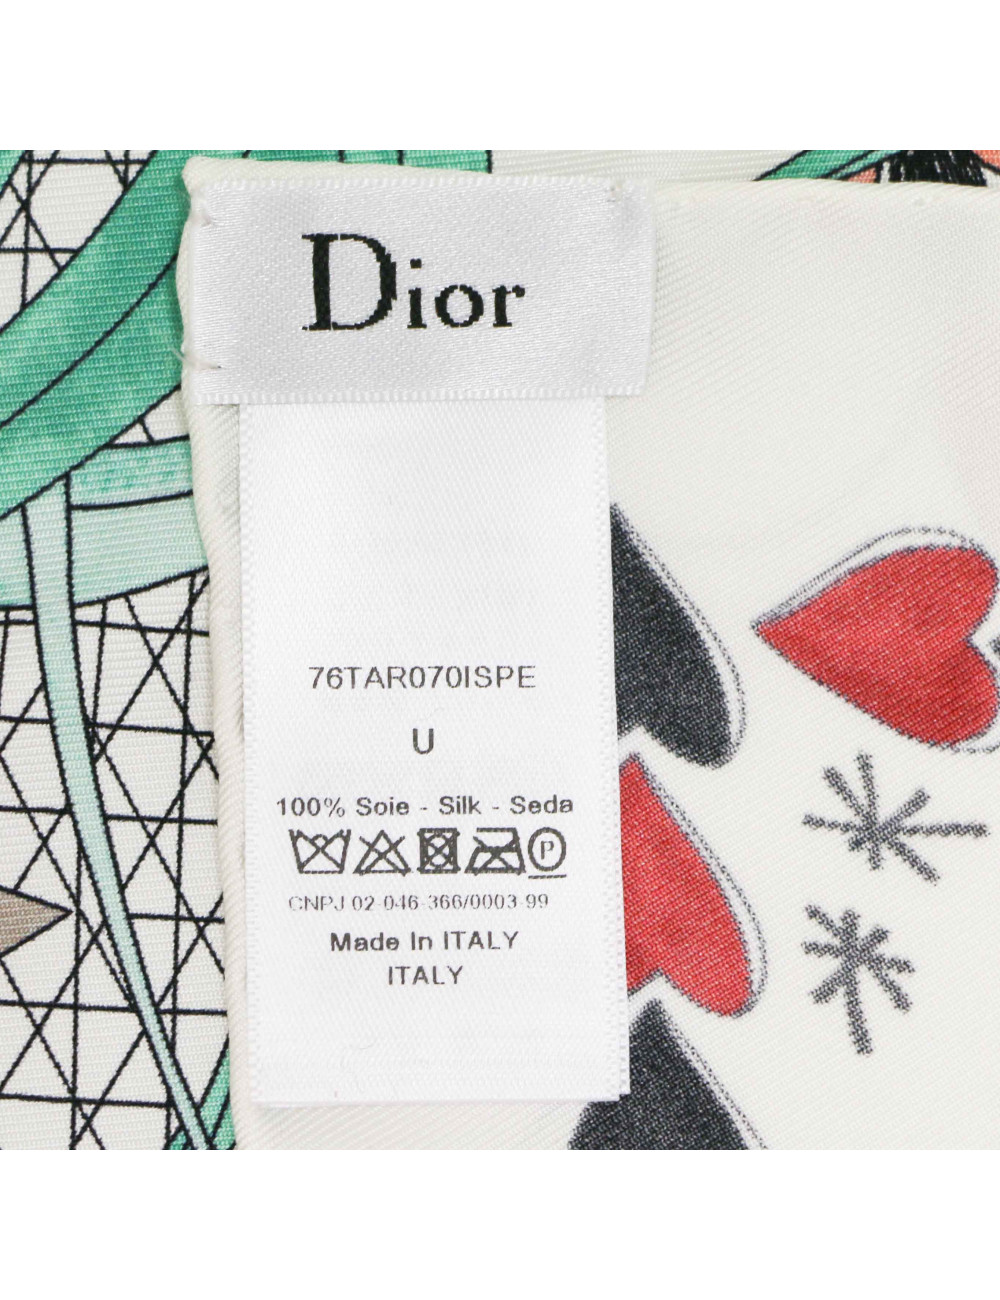 Dior
76TAR070ISPE
U
100% Soie - Silk - Seda
P
CNPJ 02-046-366/0003-99
Made In ITALY
ITALY